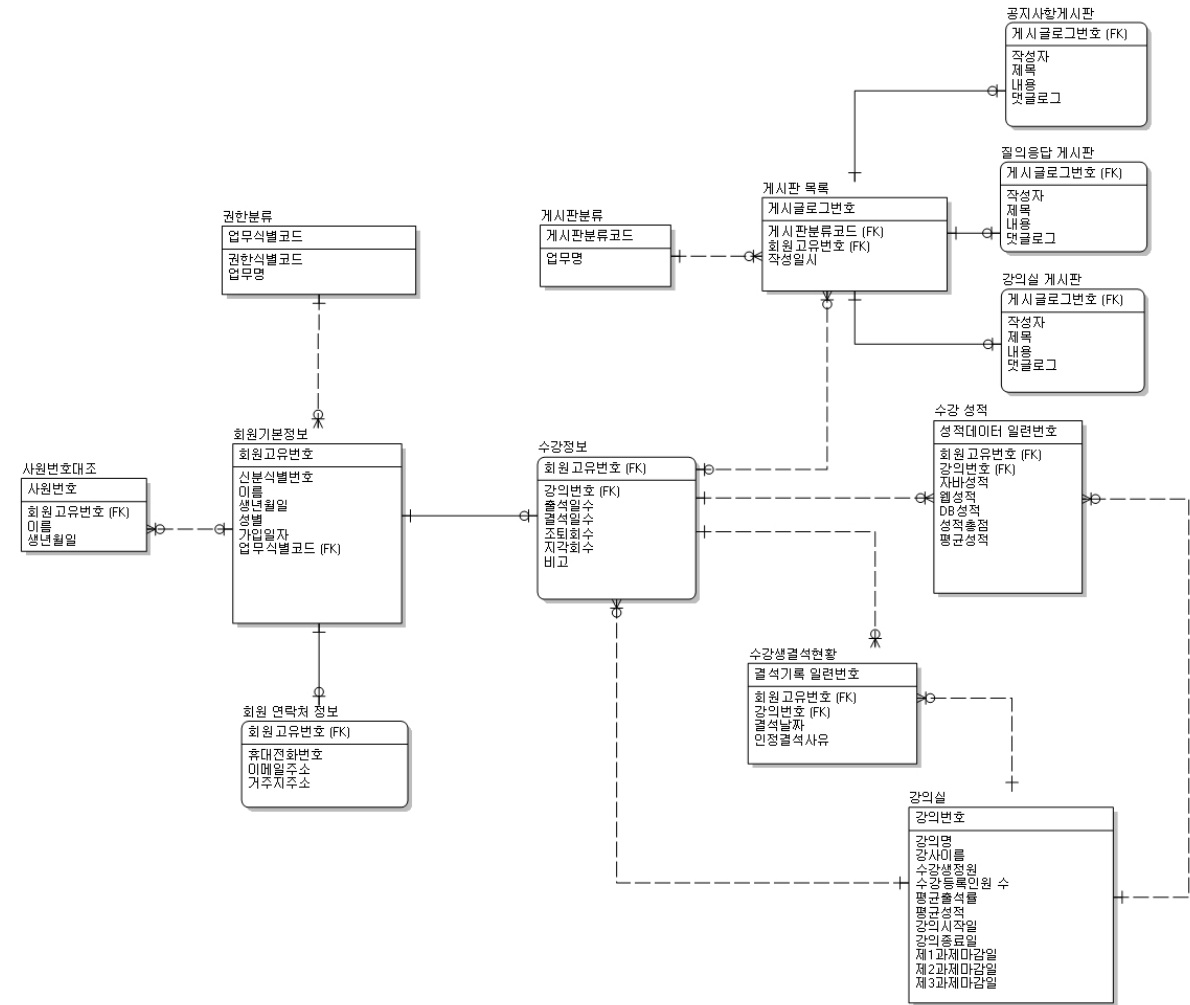 공지사항게시판
게시글로그번호 (FK)
작성자
제목
내용
댓글로그
질의응답 게시판
게시글로그번호 (FK)
작성자
제목
내용
댓글로그
게시판 목록
게시글로그번호
게시판분류코드 (FK)
회원고유번호 (FK)
작성일시
게시판분류
게시판분류코드
업무명
권한분류
업무식별코드
권한식별코드
업무명
강의실 게시판
게시글로그번호 (FK)
작성자
제목
내용
댓글로그
수강 성적
성적데이터 일련번호
회원고유번호 (FK)
강의번호 (FK)
자바성적
웹성적
DB성적
성적총점
평균성적
회원기본정보
회원고유번호
신분식별번호
이름
생년월일
성별
가입일자
업무식별코드 (FK)
수강정보
회원고유번호 (FK)
강의번호 (FK)
출석일수
결석일수
조퇴회수
지각회수
비고
사원번호대조
사원번호
회원고유번호 (FK)
이름
생년월일
수강생결석현황
결석기록 일련번호
회원고유번호 (FK)
강의번호 (FK)
결석날짜
인정결석사유
회원 연락처 정보
회원고유번호 (FK)
휴대전화번호
이메일주소
거주지주소
강의실
강의번호
강의명
강사이름
수강생정원
수강등록인원 수
평균출석률
평균성적
강의시작일
강의종료일
제1과제마감일
제2과제마감일
제3과제마감일